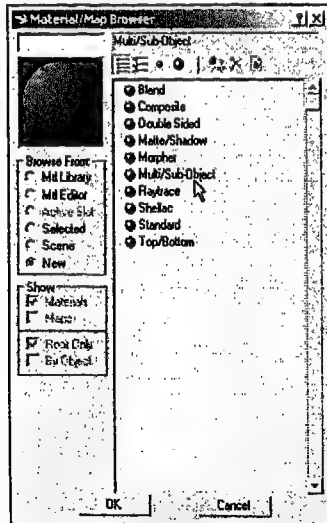 Material/Map Browser
Multi/Sub-Object
Blend
Composite
Double Sided
Matte/Shadow
Morpher
Multi/Sub-Object
Raytrace
Shellac
Standard
Top/Bottom
Browse From:
Mtl Library
Mtl Editor
Active Slot
Selected
Scene
New
Show
Materials
Maps
Root Only
By Object
OK
Cancel